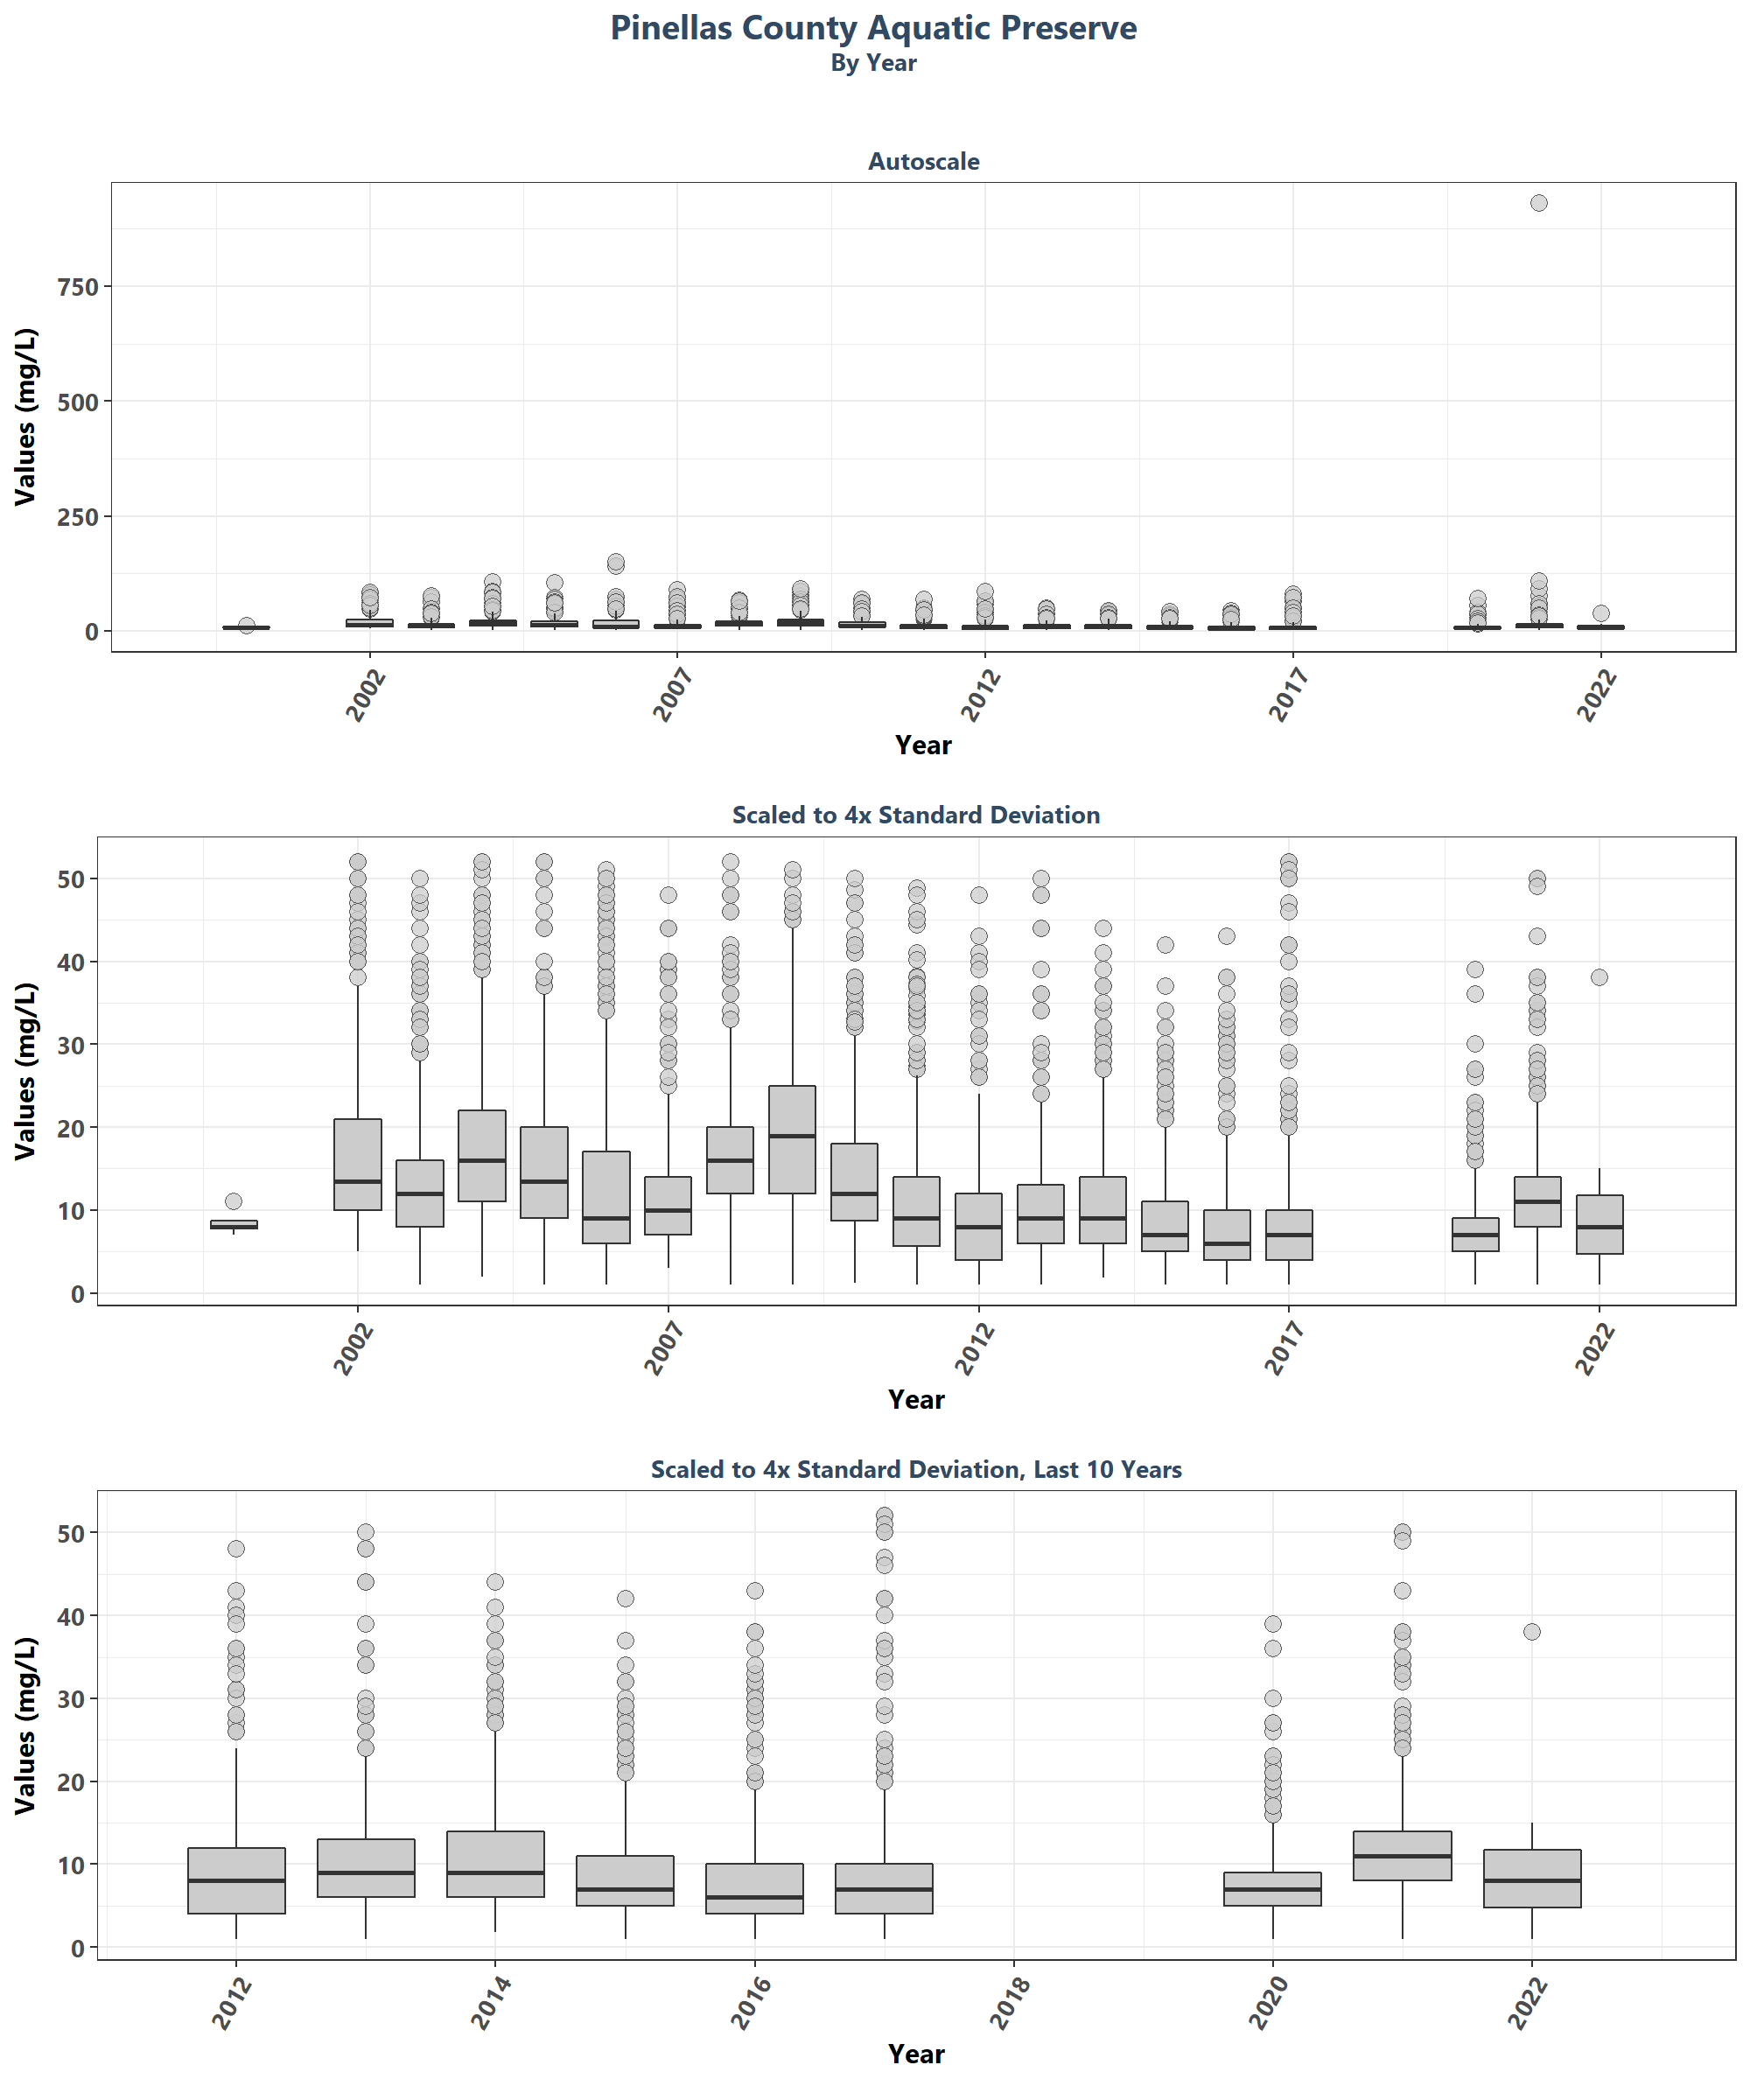 Pinellas County Aquatic Preserve
By Year
Autoscale
Values (mg/L)
750
500
250
0
2002
2007
2012
2017
2022
Year
Scaled to 4x Standard Deviation
Values (mg/L)
50
40
30
20
10
0
2002
2007
2012
2017
2022
Year
Scaled to 4x Standard Deviation, Last 10 Years
Values (mg/L)
50
40
30
20
10
0
2012
2014
2016
2018
2020
2022
Year